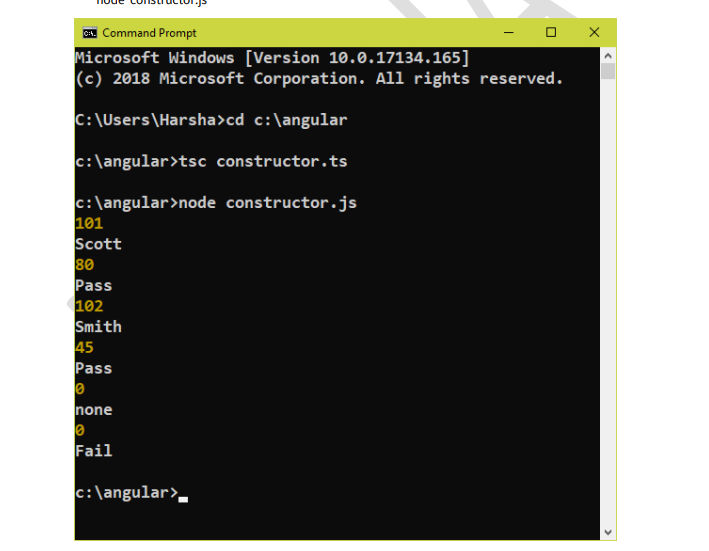 node constructor.js
Command Prompt
Microsoft Windows [Version 10.0.17134.165]
(c) 2018 Microsoft Corporation. All rights reserved.
C:\Users\Harsha>cd c:\angular
c:\angular>tsc constructor.ts
c:\angular>node constructor.js
101
Scott
80
Pass
102
Smith
45
Pass
0
none
0
Fail
c:\angular>